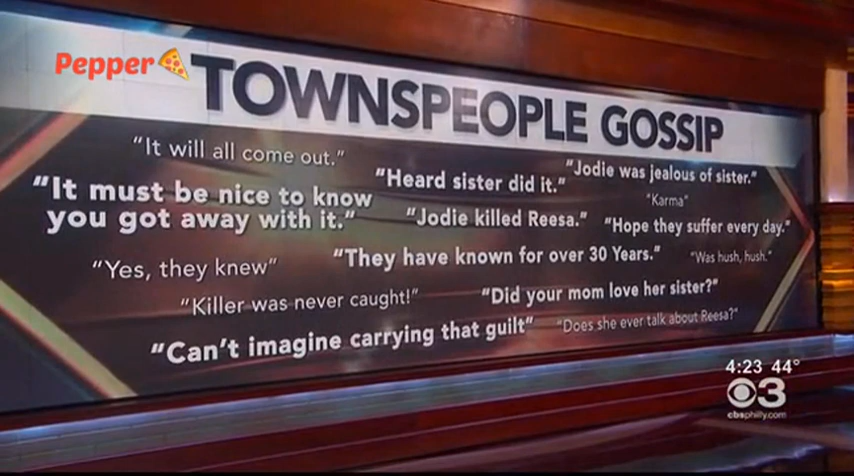 Pepper
TOWNSPEOPLE GOSSIP
"It will all come out."
"Heard sister did it."
"Jodie was jealous of sister."
"Karma"
"It must be nice to know
you got away with it."
"Jodie killed Reesa."
"Hope they suffer every day."
"Yes, they knew"
"They have known for over 30 Years."
"Was hush, hush."
"Killer was never caught!"
"Did your mom love her sister?"
"Can't imagine carrying that guilt"
"Does she ever talk about Reesa?"
4:23 44°
3
cbsphilly.com